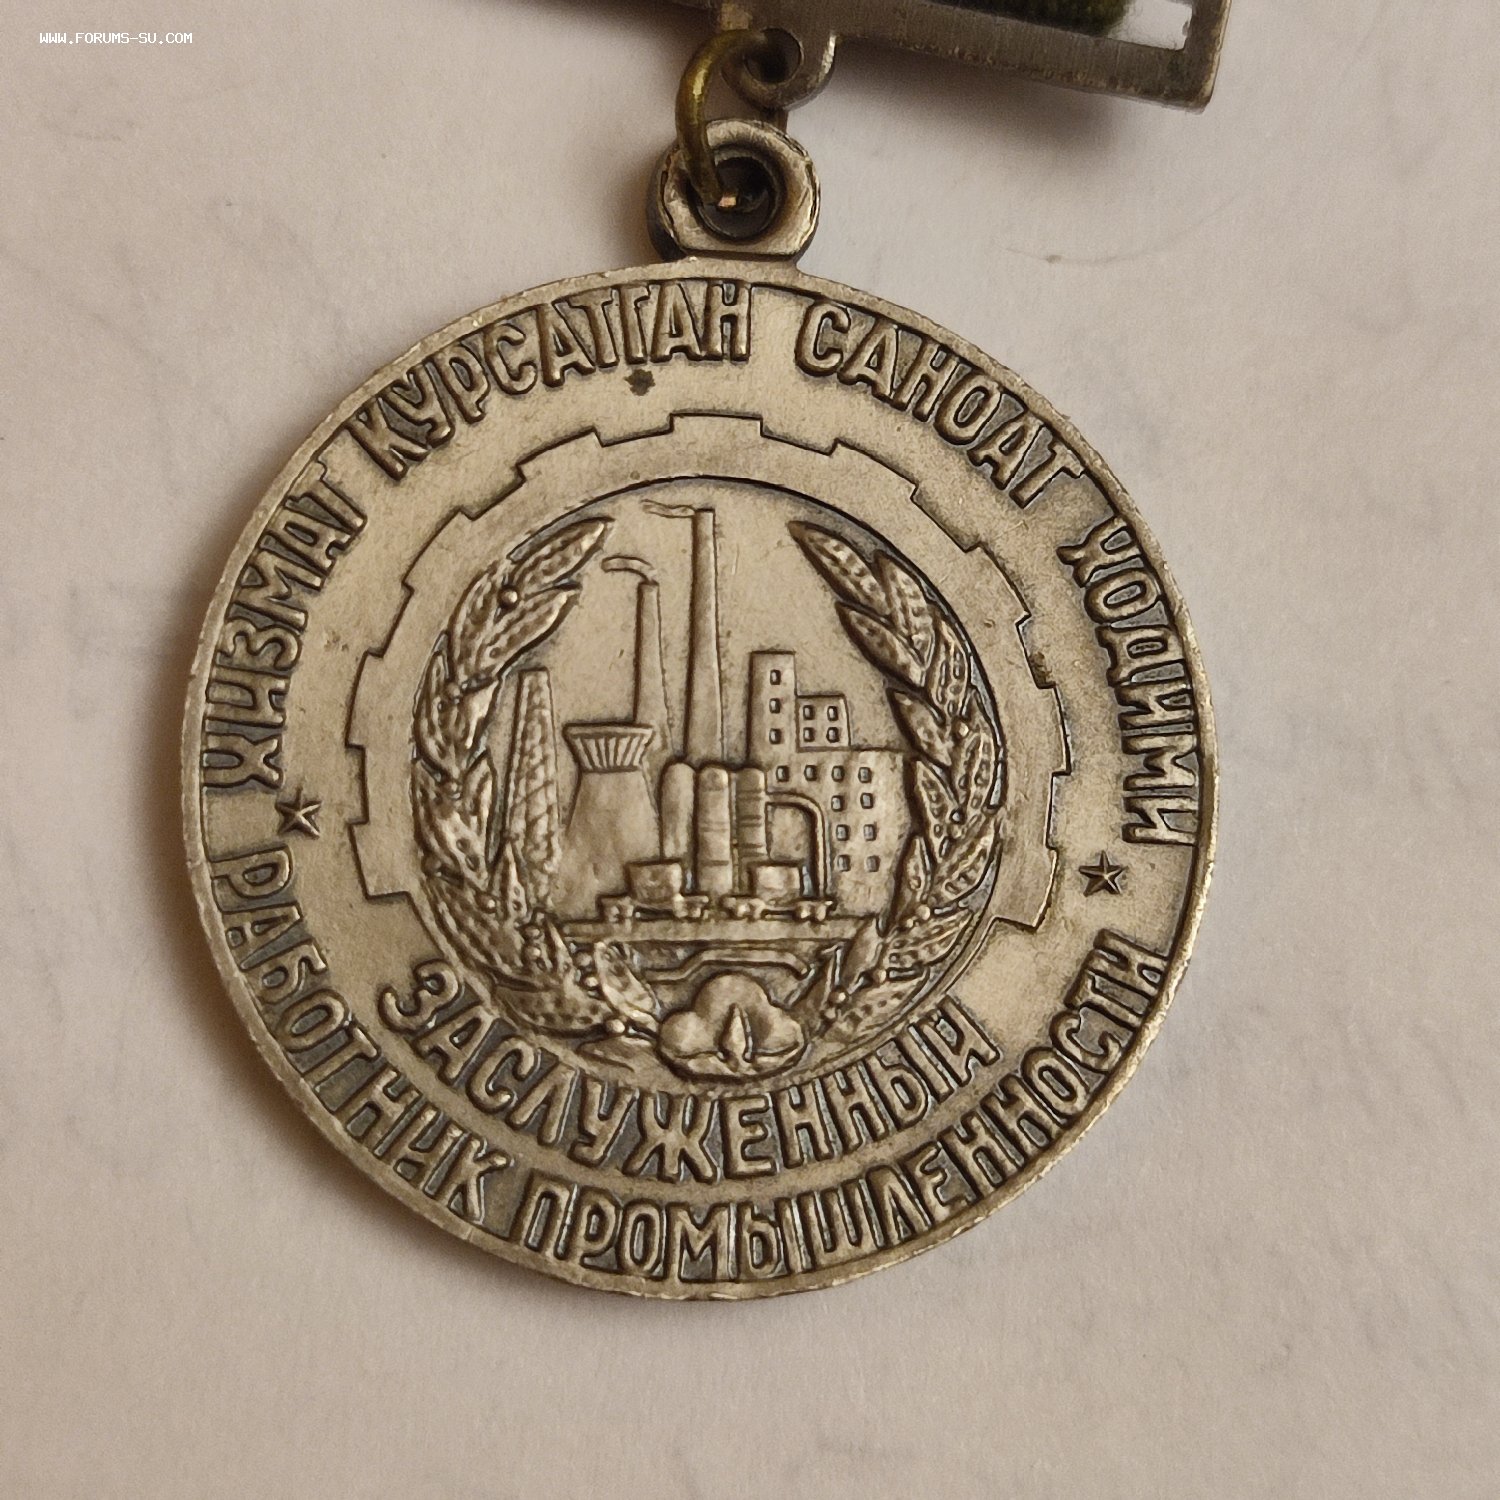 WWW.FORUMS-SU.COM
ХИЗМАТ КУРСАТГАН САНОАТ ХОДИМИ
ЗАСЛУЖЕННЫЙ
РАБОТНИК ПРОМЫШЛЕННОСТИ